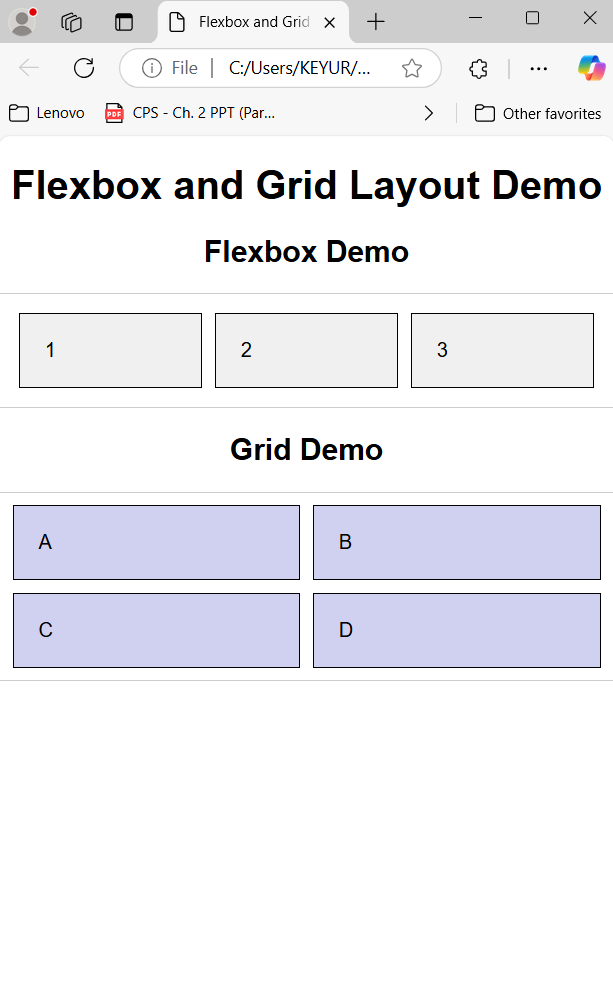 Flexbox and Grid
File | C:/Users/KEYUR/...
Lenovo PDF CPS - Ch. 2 PPT (Par... Other favorites
Flexbox and Grid Layout Demo
Flexbox Demo
1 2 3
Grid Demo
A B
C D